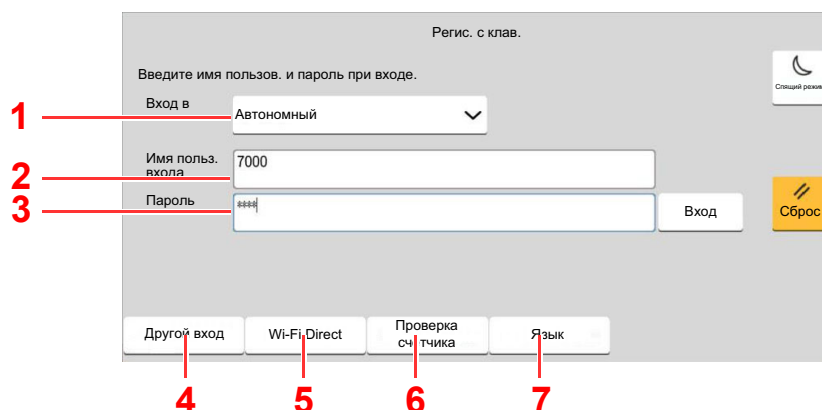 Регис. с клав.
Введите имя пользов. и пароль при входе.
Спящий режим
Вход в
Автономный
1
Имя польз.
входа
7000
2
Пароль
****
Вход
Сброс
3
Другой вход
Wi-Fi Direct
Проверка
счетчика
Язык
4
5
6
7